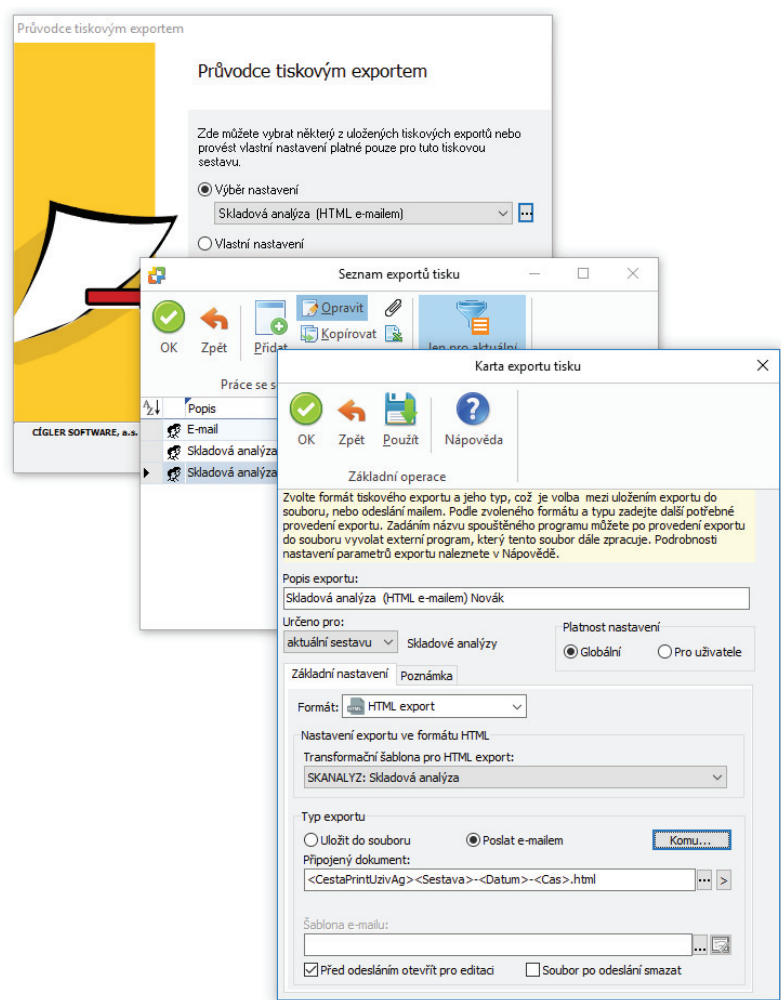 Průvodce tiskovým exportem
Průvodce tiskovým exportem
Zde můžete vybrat některý z uložených tiskových exportů nebo
provést vlastní nastavení platné pouze pro tuto tiskovou
sestavu.
Výběr nastavení
Skladová analýza (HTML e-mailem)
...
Vlastní nastavení
CÍGLER SOFTWARE, a.s.
Seznam exportů tisku
OK
Zpět
Přidat
Opravit
Kopírovat
Jen pro aktuální
Práce se s
Popis
E-mail
Skladová analýza
Skladová analýza
Karta exportu tisku
OK
Zpět
Použít
Nápověda
Základní operace
Zvolte formát tiskového exportu a jeho typ, což je volba mezi uložením exportu do
souboru, nebo odeslání mailem. Podle zvoleného formátu a typu zadejte další potřebné
provedení exportu. Zadáním názvu spouštěného programu můžete po provedení exportu
do souboru vyvolat externí program, který tento soubor dále zpracuje. Podrobnosti
nastavení parametrů exportu naleznete v Nápovědě.
Popis exportu:
Skladová analýza (HTML e-mailem) Novák
Určeno pro:
aktuální sestavu
Skladové analýzy
Platnost nastavení
Globální
Pro uživatele
Základní nastavení
Poznámka
Formát:
HTML
HTML export
Nastavení exportu ve formátu HTML
Transformační šablona pro HTML export:
SKANALYZ: Skladová analýza
Typ exportu
Uložit do souboru
Poslat e-mailem
Komu...
Připojený dokument:
<CestaPrintUzivAg><Sestava>-<Datum>-<Cas>.html
...
>
Šablona e-mailu:
...
Před odesláním otevřít pro editaci
Soubor po odeslání smazat